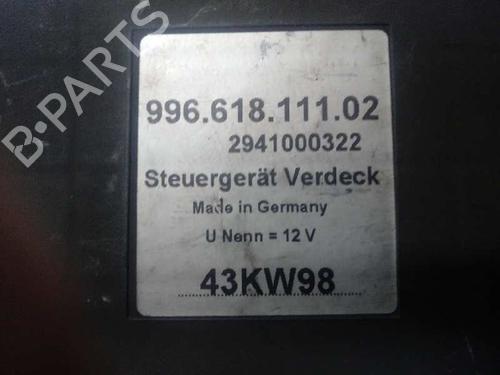 996.618.111.02
2941000322
Steuergerät Verdeck
Made in Germany
U Nenn = 12 V
43KW98
B-PARTS